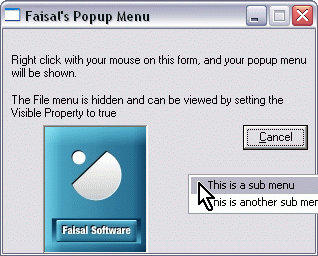 Faisal's Popup Menu
Right click with your mouse on this form, and your popup menu
will be shown.
The File menu is hidden and can be viewed by setting the
Visible Property to true
Cancel
This is a sub menu
This is another sub men
Faisal Software